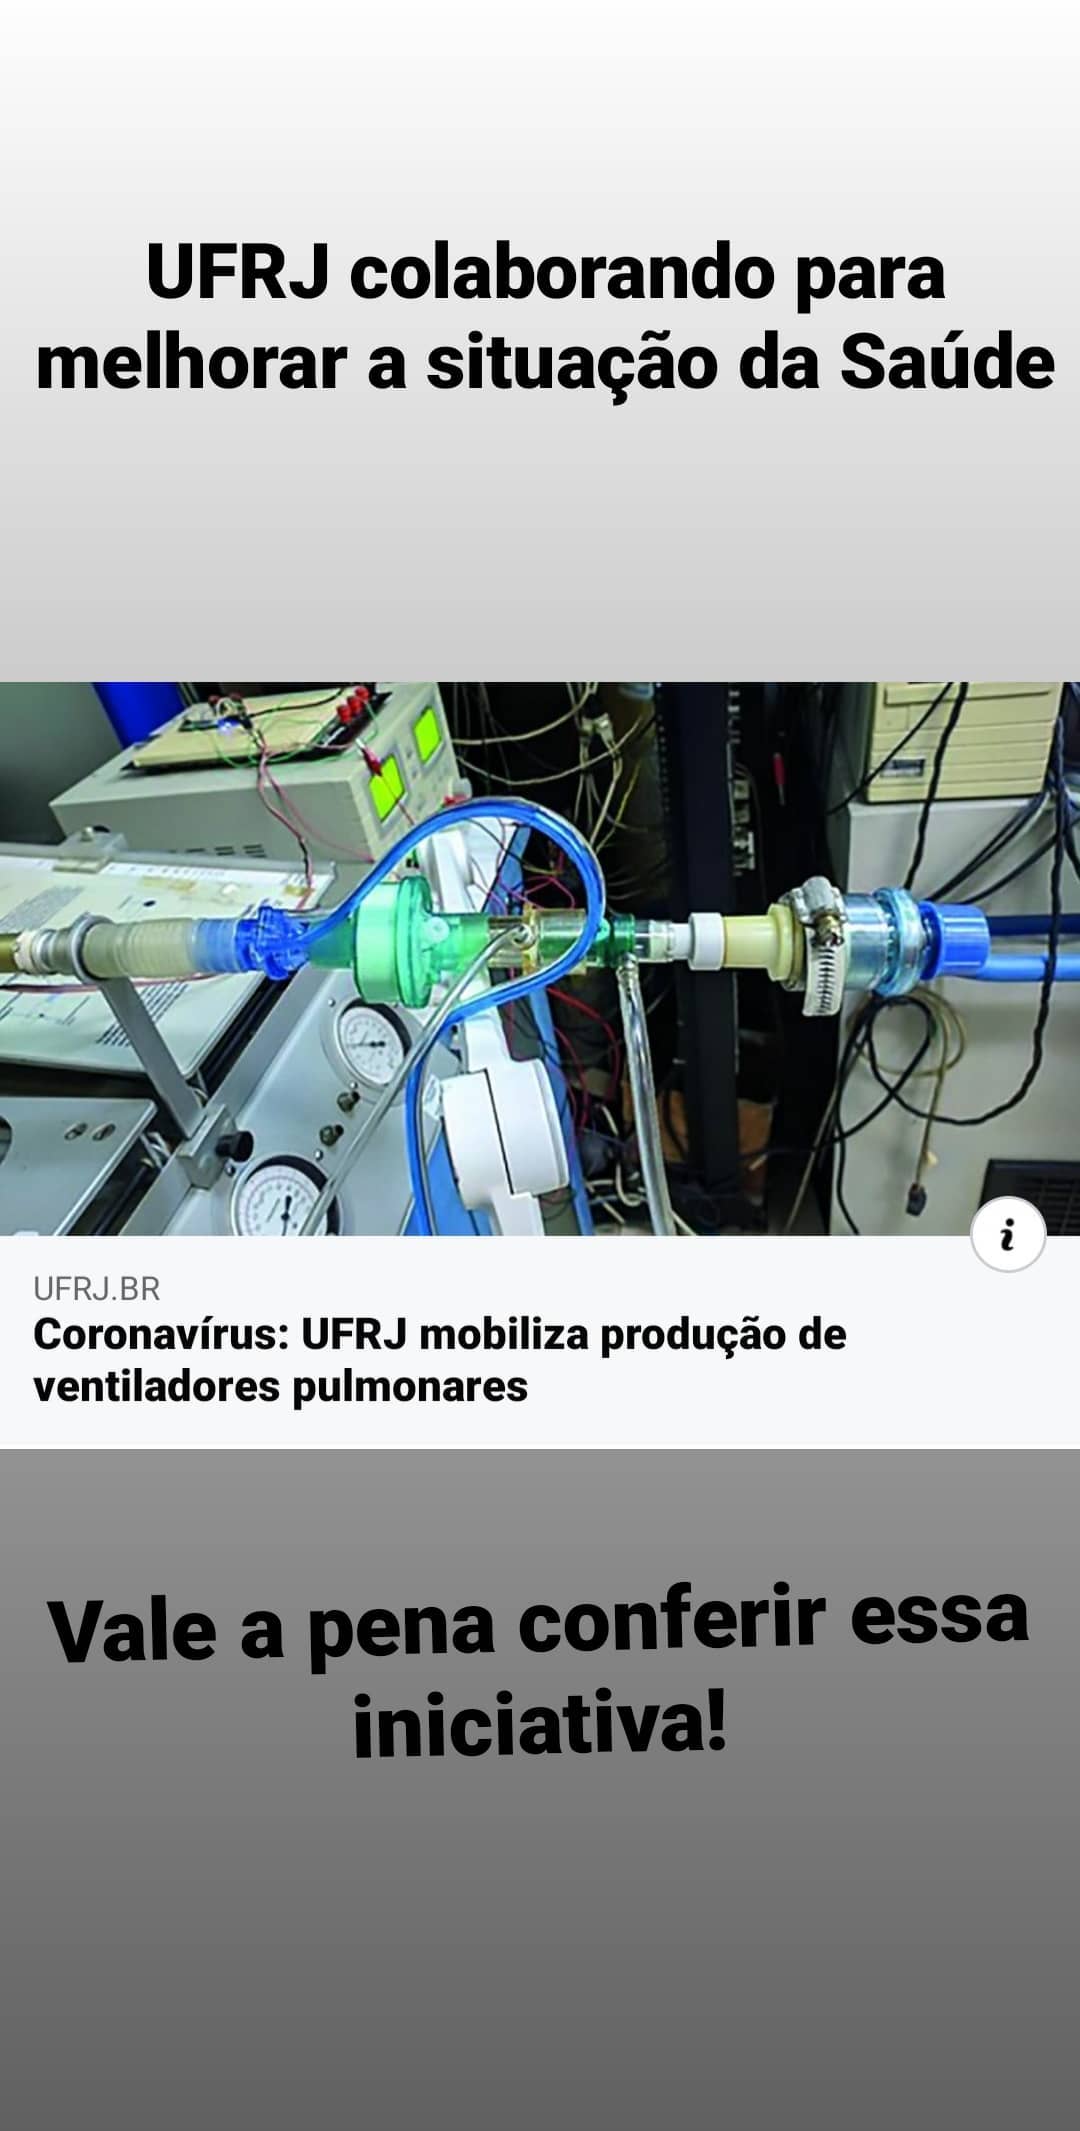 UFRJ colaborando para
melhorar a situação da Saúde
i
UFRJ.BR
Coronavírus: UFRJ mobiliza produção de
ventiladores pulmonares
Vale a pena conferir essa
iniciativa!